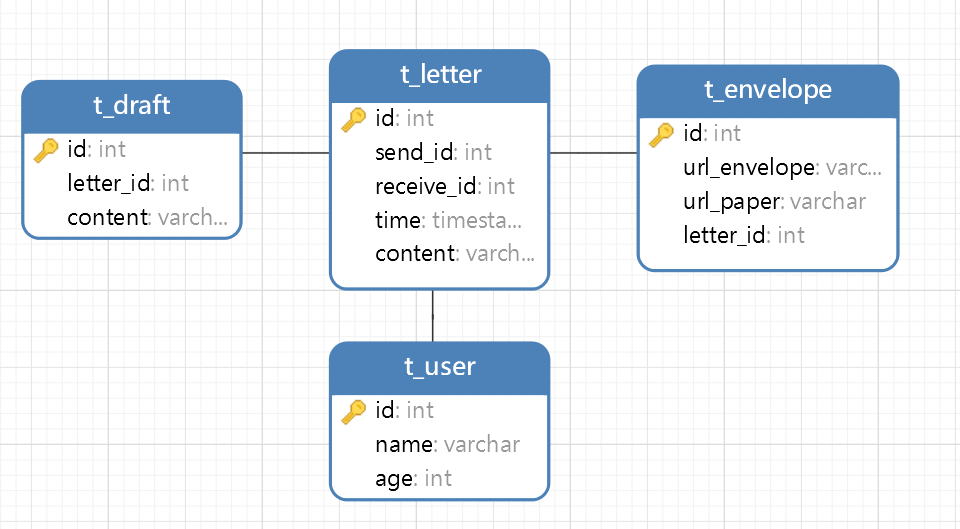 t_draft
id: int
letter_id: int
content: varch...
t_letter
id: int
send_id: int
receive_id: int
time: timesta...
content: varch...
t_envelope
id: int
url_envelope: varc...
url_paper: varchar
letter_id: int
t_user
id: int
name: varchar
age: int